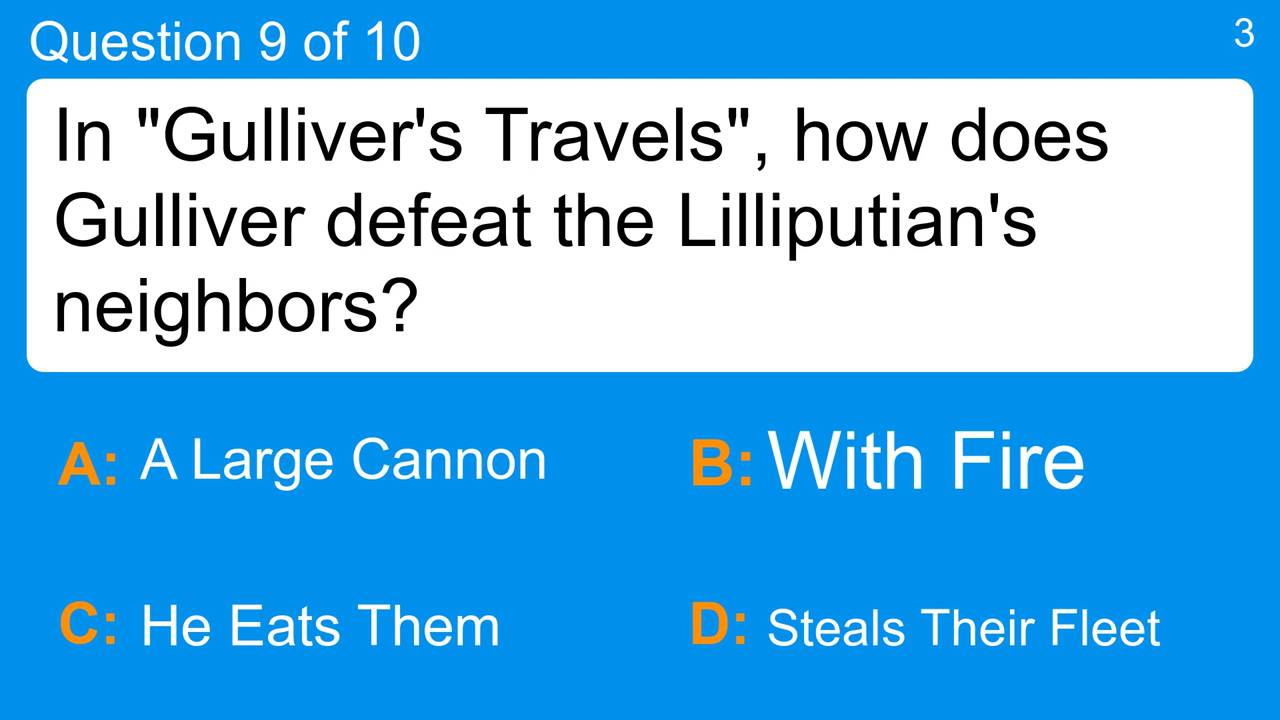 Question 9 of 10
3
In "Gulliver's Travels", how does
Gulliver defeat the Lilliputian's
neighbors?
A: A Large Cannon
B: With Fire
C: He Eats Them
D: Steals Their Fleet